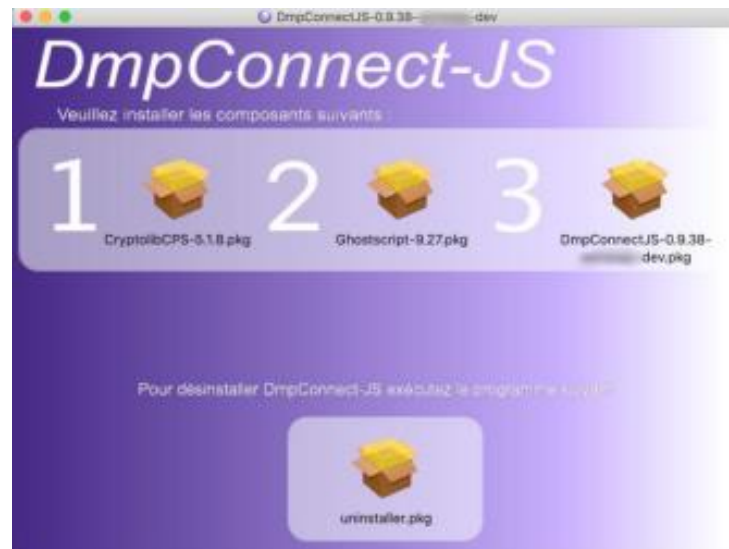 DmpConnectJS-0.9.38- -dev
DmpConnect-JS
Veuillez installer les composants suivants :
1 2 3
CryptolibCPS-5.1.8.pkg Ghostscript-9.27.pkg DmpConnectJS-0.9.38-
dev.pkg
Pour désinstaller DmpConnect-JS exécutez le programme
uninstaller.pkg